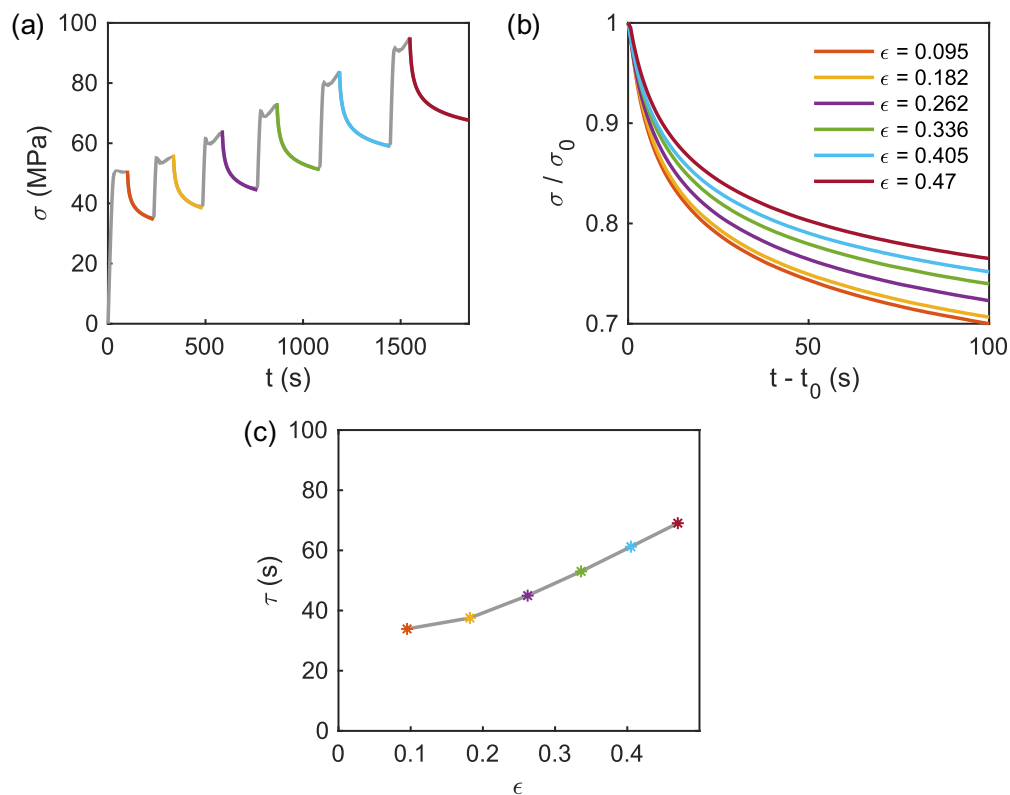 (a)
100
80
60
40
20
0
σ (MPa)
0 500 1000 1500
t (s)
(b)
1
0.9
0.8
0.7
σ / σ₀
ϵ = 0.095
ϵ = 0.182
ϵ = 0.262
ϵ = 0.336
ϵ = 0.405
ϵ = 0.47
0 50 100
t - t₀ (s)
(c)
100
80
60
40
20
0
τ (s)
0 0.1 0.2 0.3 0.4
ϵ